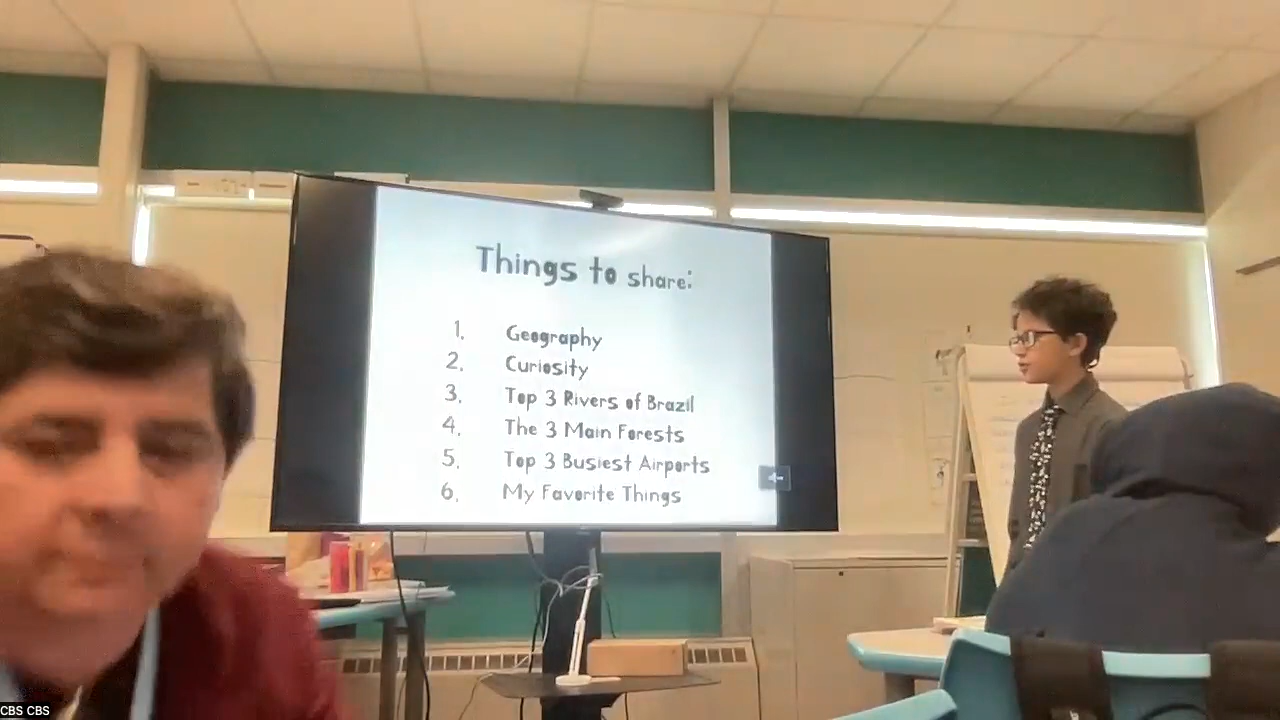 Things to share:
1. Geography
2. Curiosity
3. Top 3 Rivers of Brazil
4. The 3 Main Forests
5. Top 3 Busiest Airports
6. My Favorite Things
CBS CBS